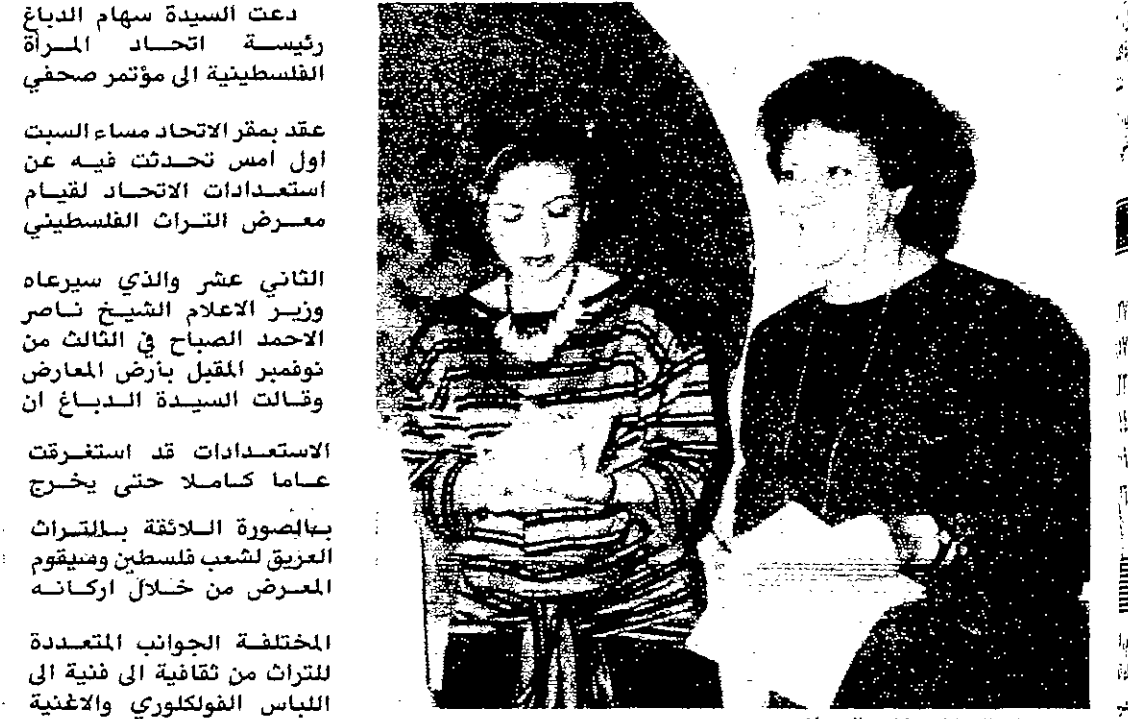 دعت السيدة سهام الدباغ
رئيسة اتحاد المرأة
الفلسطينية الى مؤتمر صحفي
عقد بمقر الاتحاد مساء السبت
اول امس تحدثت فيه عن
استعدادات الاتحاد لقيام
معرض التراث الفلسطيني
الثاني عشر والذي سيرعاه
وزير الاعلام الشيخ ناصر
الاحمد الصباح في الثالث من
نوفمبر المقبل بأرض المعارض
وقالت السيدة الدباغ ان
الاستعدادات قد استغرقت
عاما كاملا حتى يخرج
بالصورة اللائقة بالتراث
العريق لشعب فلسطين وسيقوم
المعرض من خلال اركانه
المختلفة الجوانب المتعددة
للتراث من ثقافية الى فنية الى
اللباس الفولكلوري والاغنية